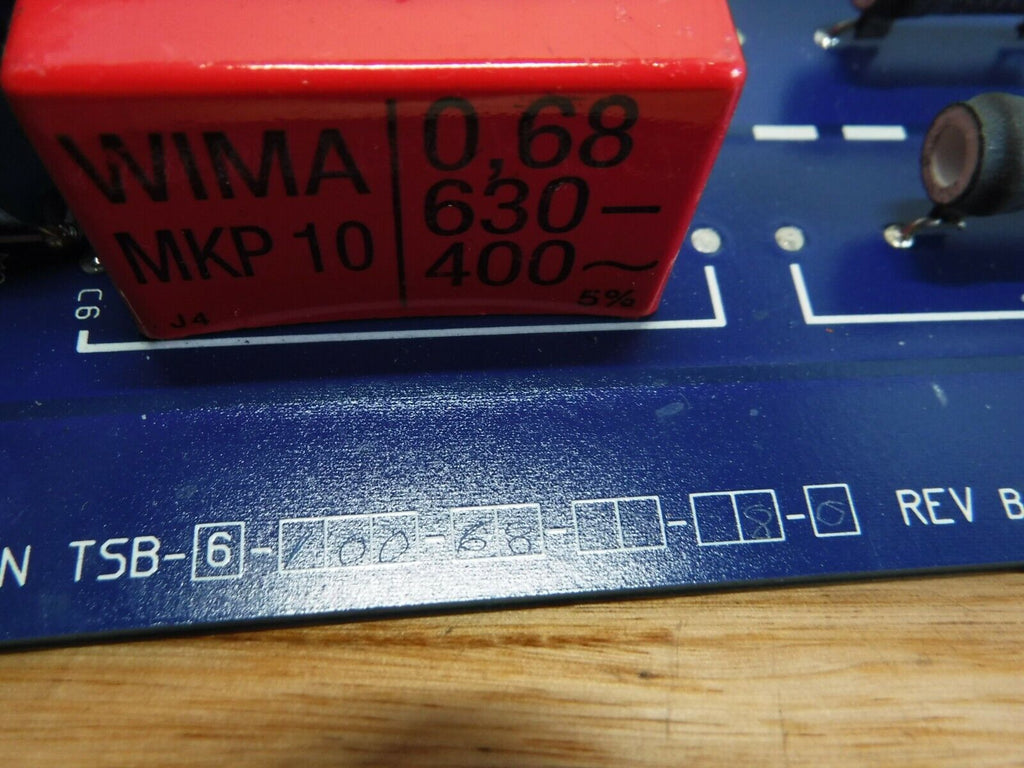 WIMA
MKP 10
J4
0,68
630 —
400 ~
5%
C6
N TSB-6-100-68- - 8-0 REV B